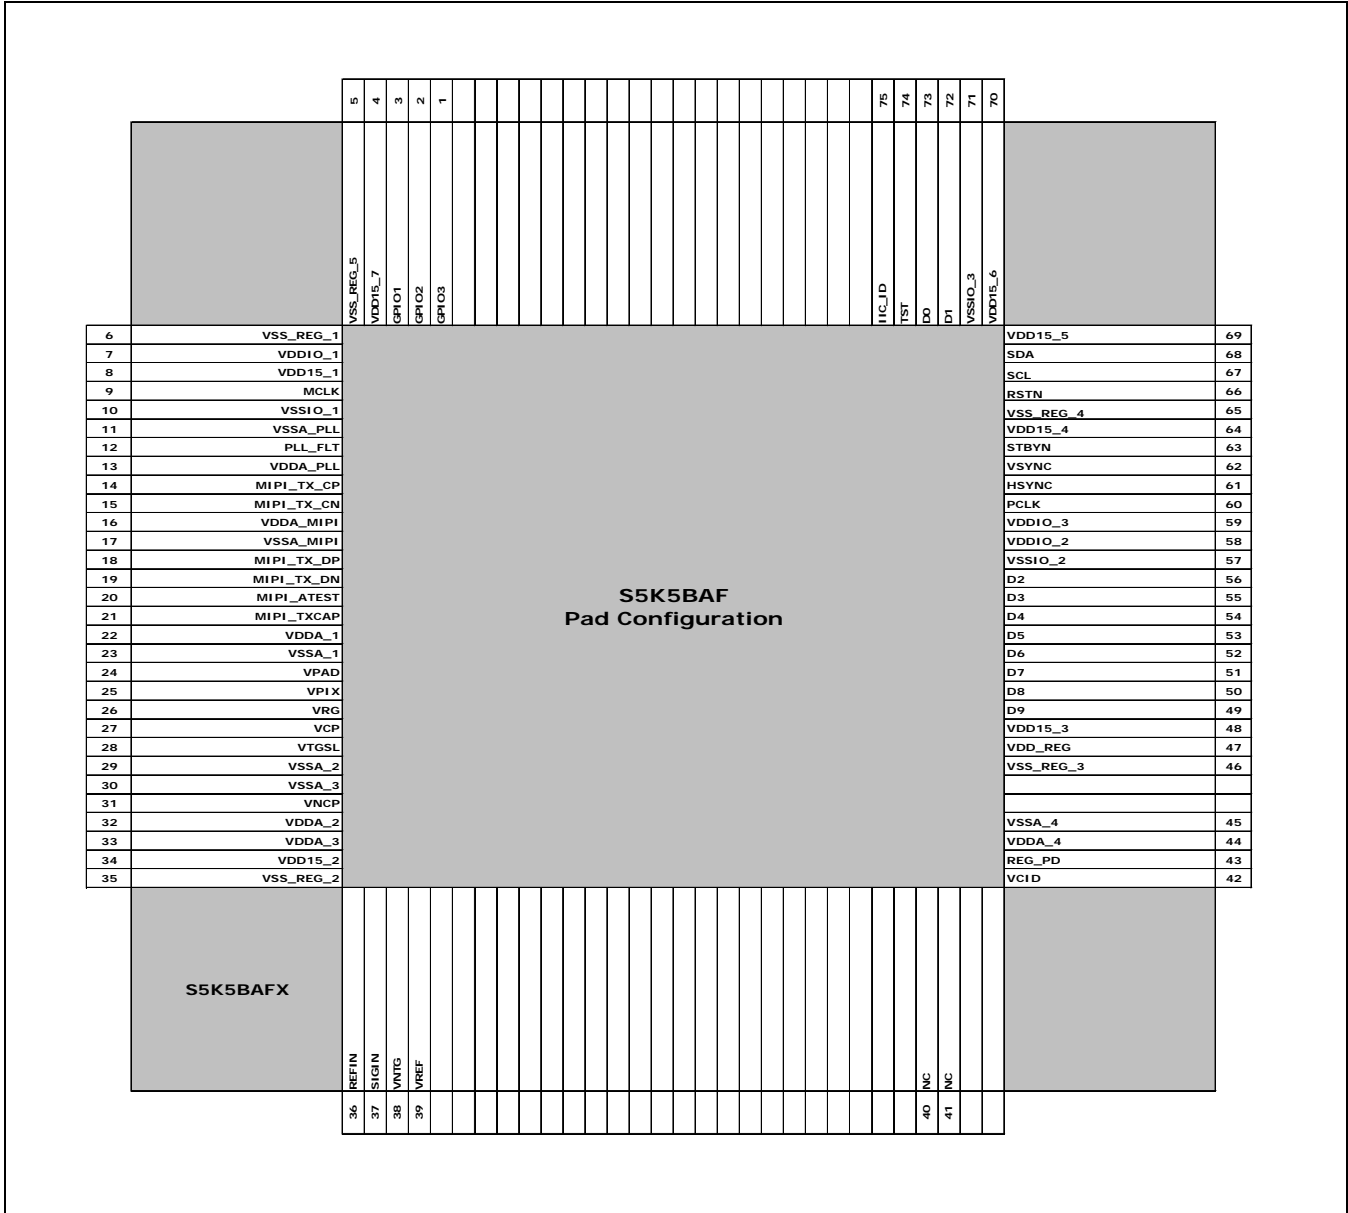 5 4 3 2 1 75 74 73 72 71 70
VSS_REG_5 VDD15_7 GPIO1 GPIO2 GPIO3 IIC_ID TST D0 D1 VSSIO_3 VDD15_6
6 VSS_REG_1 VDD15_5 69
7 VDDIO_1 SDA 68
8 VDD15_1 SCL 67
9 MCLK RSTN 66
10 VSSIO_1 VSS_REG_4 65
11 VSSA_PLL VDD15_4 64
12 PLL_FLT STBYN 63
13 VDDA_PLL VSYNC 62
14 MIPI_TX_CP HSYNC 61
15 MIPI_TX_CN PCLK 60
16 VDDA_MIPI VDDIO_3 59
17 VSSA_MIPI VDDIO_2 58
18 MIPI_TX_DP VSSIO_2 57
19 MIPI_TX_DN D2 56
20 MIPI_ATEST S5K5BAF D3 55
21 MIPI_TXCAP Pad Configuration D4 54
22 VDDA_1 D5 53
23 VSSA_1 D6 52
24 VPAD D7 51
25 VPIX D8 50
26 VRG D9 49
27 VCP VDD15_3 48
28 VTGSL VDD_REG 47
29 VSSA_2 VSS_REG_3 46
30 VSSA_3
31 VNCP
32 VDDA_2 VSSA_4 45
33 VDDA_3 VDDA_4 44
34 VDD15_2 REG_PD 43
35 VSS_REG_2 VCID 42
S5K5BAFX
REFIN SIGIN VNTG VREF NC NC
36 37 38 39 40 41